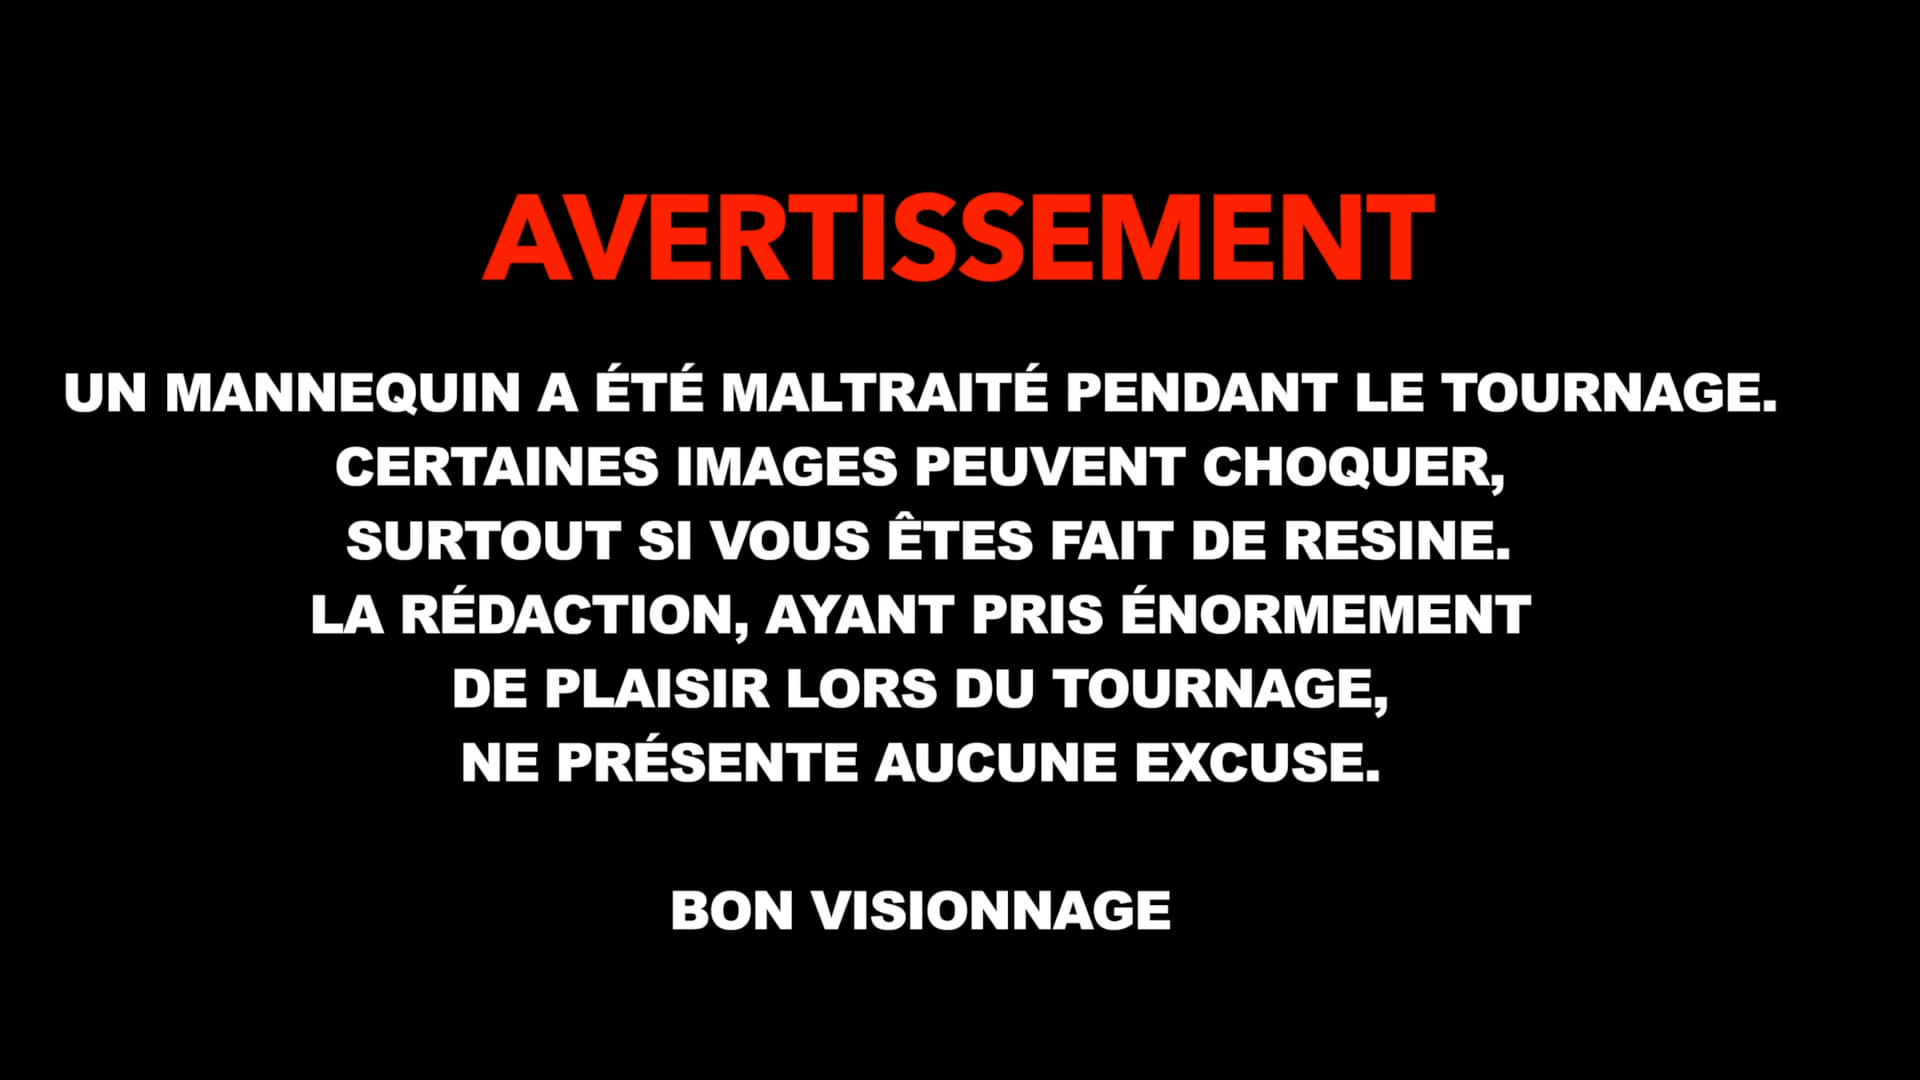 AVERTISSEMENT
UN MANNEQUIN A ÉTÉ MALTRAITÉ PENDANT LE TOURNAGE.
CERTAINES IMAGES PEUVENT CHOQUER,
SURTOUT SI VOUS ÊTES FAIT DE RESINE.
LA RÉDACTION, AYANT PRIS ÉNORMEMENT
DE PLAISIR LORS DU TOURNAGE,
NE PRÉSENTE AUCUNE EXCUSE.
BON VISIONNAGE